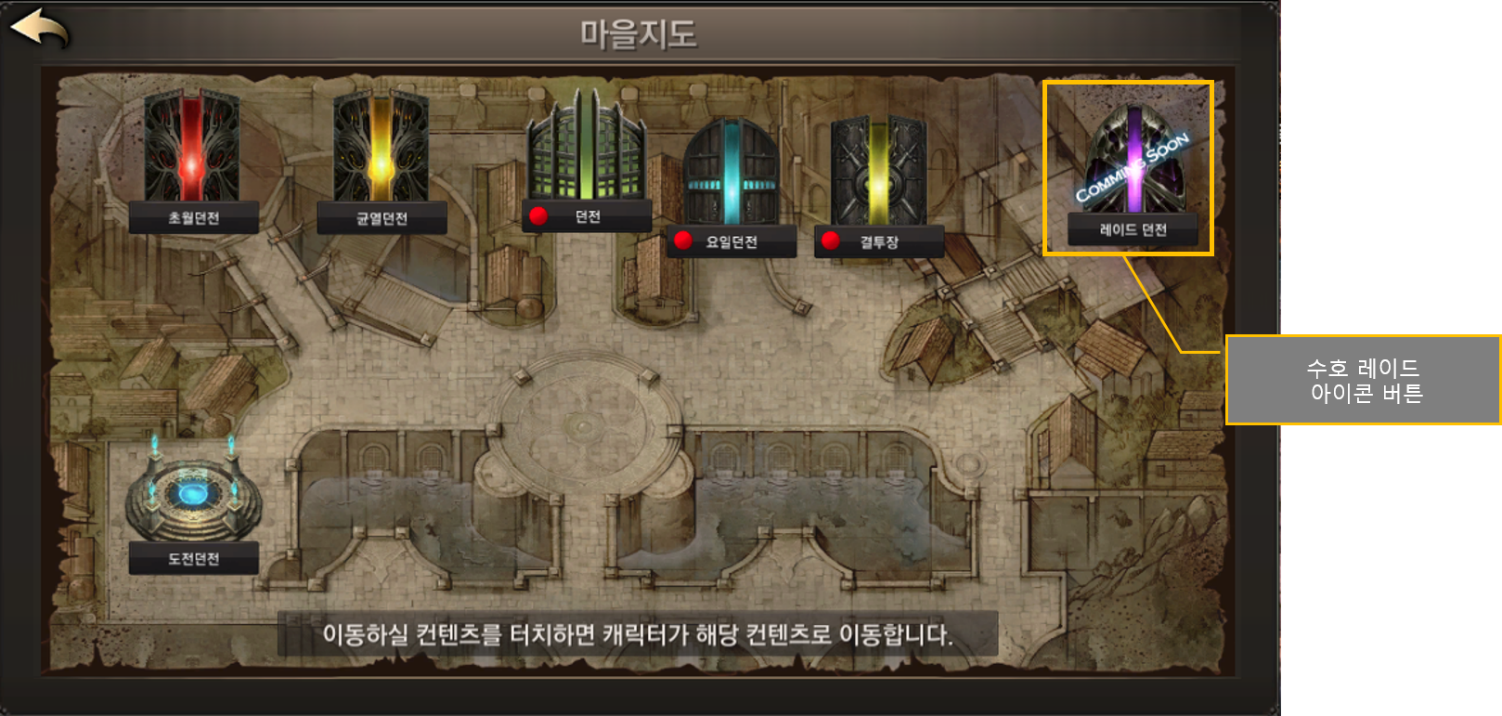 마을지도
COMMING SOON
초월던전
균열던전
던전
요일던전
결투장
레이드 던전
수호 레이드
아이콘 버튼
도전던전
이동하실 컨텐츠를 터치하면 캐릭터가 해당 컨텐츠로 이동합니다.